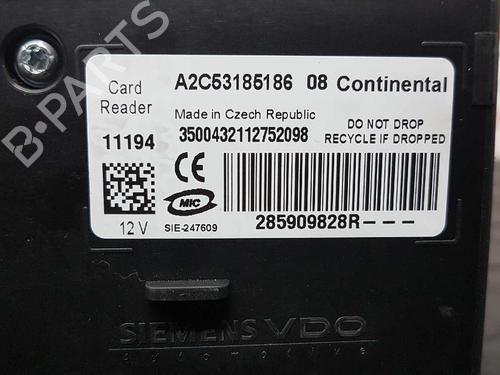 Card Reader A2C53185186 08 Continental
Made in Czech Republic
11194 3500432112752098 DO NOT DROP
RECYCLE IF DROPPED
CE
MIC
12 V SIE-247609 285909828R---
SIEMENS VDO
automotive
B-PARTS